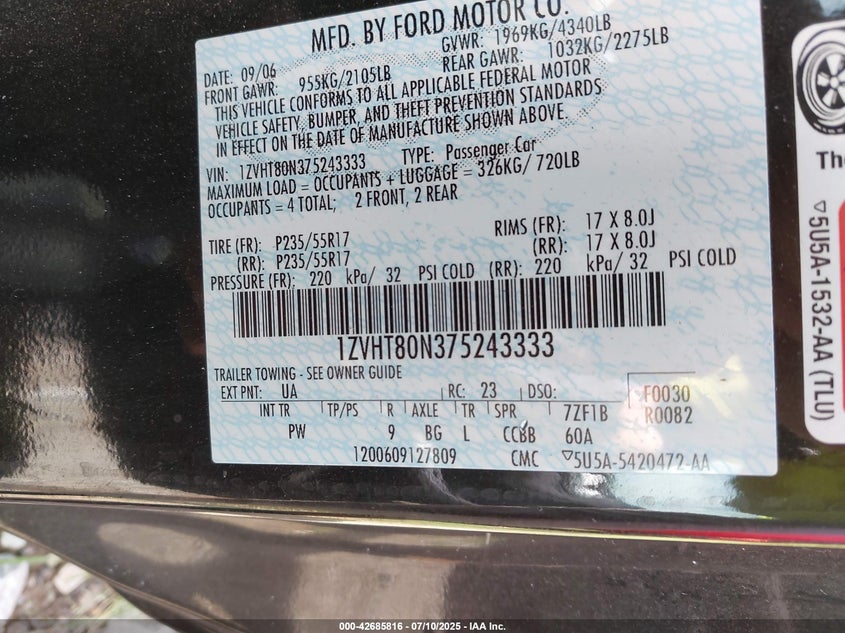 MFD. BY FORD MOTOR CO.
DATE: 09/06 GVWR: 1969KG/4340LB
FRONT GAWR: 955KG/2105LB REAR GAWR: 1032KG/2275LB
THIS VEHICLE CONFORMS TO ALL APPLICABLE FEDERAL MOTOR
VEHICLE SAFETY, BUMPER, AND THEFT PREVENTION STANDARDS
IN EFFECT ON THE DATE OF MANUFACTURE SHOWN ABOVE.
VIN: 1ZVHT80N375243333 TYPE: Passenger Car
MAXIMUM LOAD = OCCUPANTS + LUGGAGE = 326KG/ 720LB
OCCUPANTS = 4 TOTAL; 2 FRONT, 2 REAR
TIRE (FR): P235/55R17 RIMS (FR): 17 X 8.0J
(RR): P235/55R17 (RR): 17 X 8.0J
PRESSURE (FR): 220 kPa/ 32 PSI COLD (RR): 220 kPa/ 32 PSI COLD
1ZVHT80N375243333
TRAILER TOWING - SEE OWNER GUIDE
EXT PNT: UA RC: 23 DSO: F0030
INT TR TP/PS R AXLE TR SPR 7ZF1B R0082
PW 9 BG L CCBB 60A
1200609127809 CMC ▽5U5A-5420472-AA
The
▽5U5A-1532-AA (TLU)
000-42685816 - 07/10/2025 - IAA Inc.